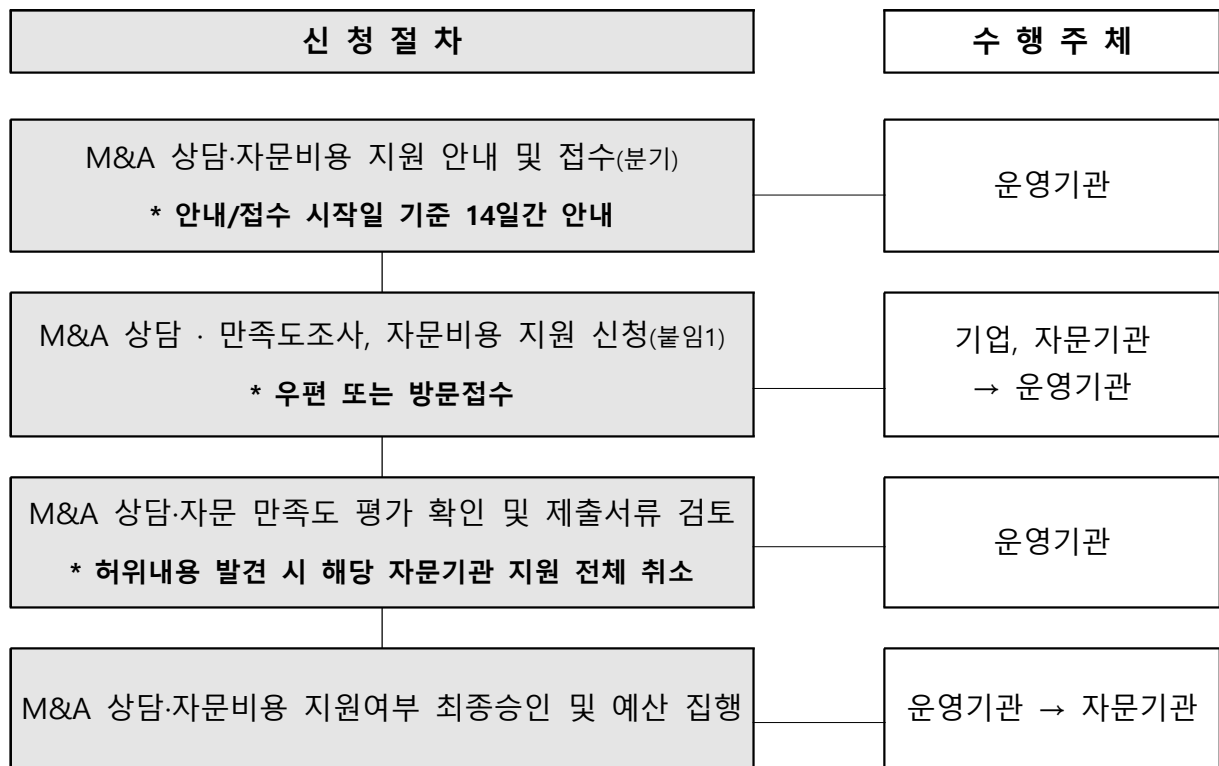 신 청 절 차
수 행 주 체
M&A 상담·자문비용 지원 안내 및 접수(분기)
* 안내/접수 시작일 기준 14일간 안내
운영기관
M&A 상담 · 만족도조사, 자문비용 지원 신청(붙임1)
* 우편 또는 방문접수
기업, 자문기관
→ 운영기관
M&A 상담·자문 만족도 평가 확인 및 제출서류 검토
* 허위내용 발견 시 해당 자문기관 지원 전체 취소
운영기관
M&A 상담·자문비용 지원여부 최종승인 및 예산 집행
운영기관 → 자문기관